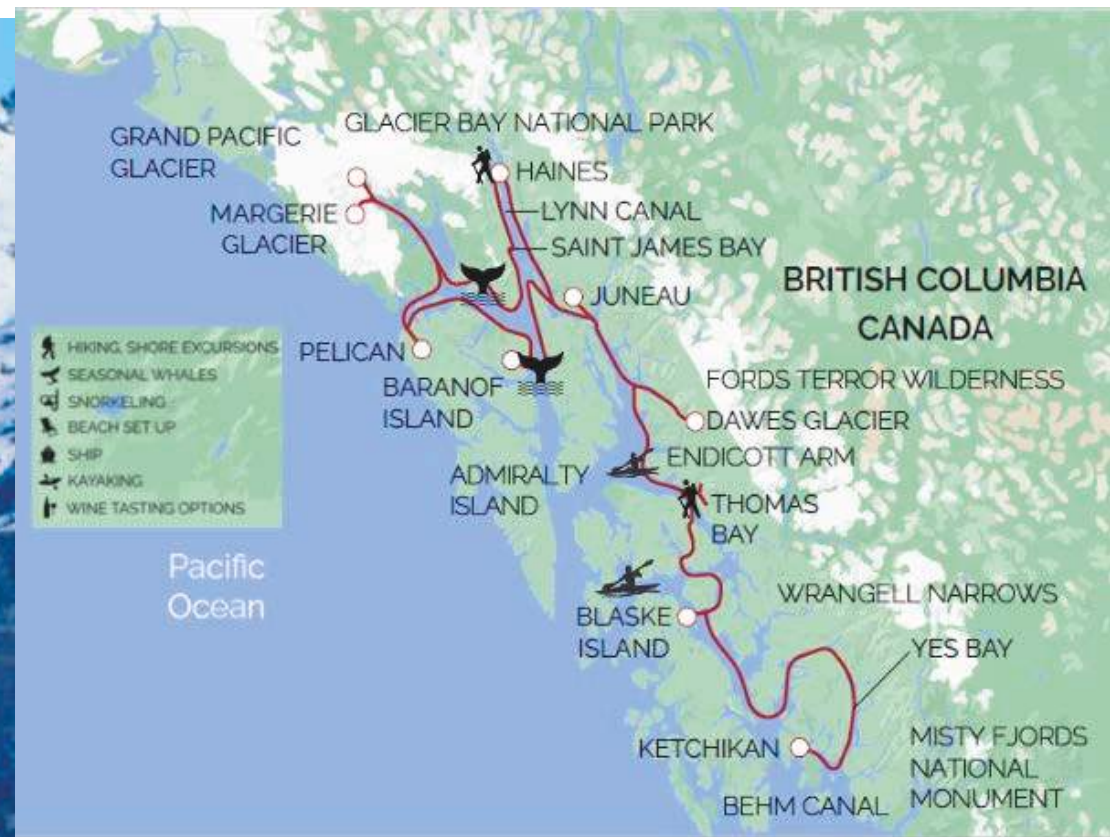 GRAND PACIFIC
GLACIER
GLACIER BAY NATIONAL PARK
HAINES
MARGERIE
GLACIER
LYNN CANAL
SAINT JAMES BAY
JUNEAU
BRITISH COLUMBIA
CANADA
HIKING, SHORE EXCURSIONS
SEASONAL WHALES
SNORKELING
BEACH SET UP
SHIP
KAYAKING
WINE TASTING OPTIONS
PELICAN
BARANOF
ISLAND
FORDS TERROR WILDERNESS
DAWES GLACIER
ENDICOTT ARM
ADMIRALTY
ISLAND
THOMAS
BAY
Pacific
Ocean
WRANGELL NARROWS
BLASKE
ISLAND
YES BAY
KETCHIKAN
MISTY FJORDS
NATIONAL
MONUMENT
BEHM CANAL